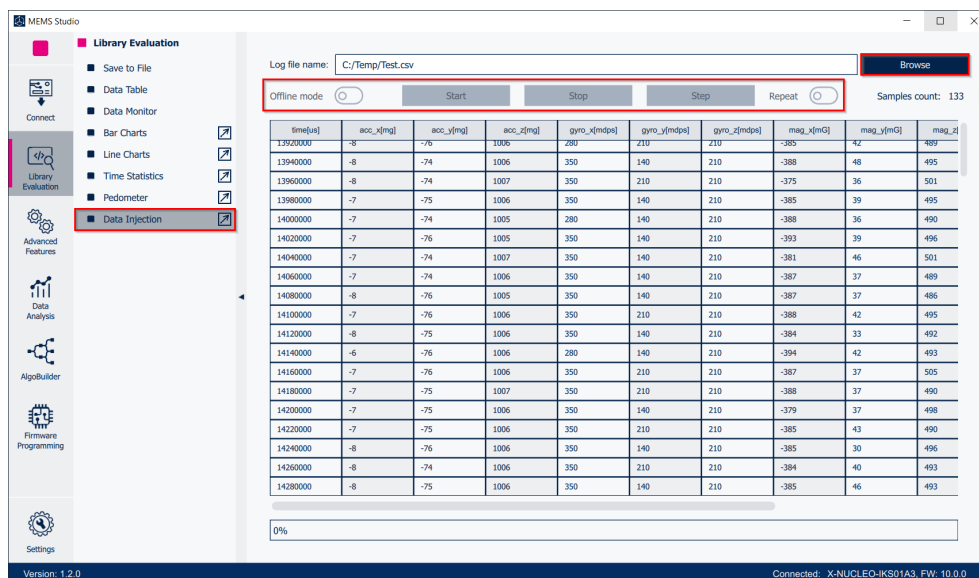 MEMS Studio
Connect
Library
Evaluation
Advanced
Features
Data
Analysis
AlgoBuilder
Firmware
Programming
Settings
Library Evaluation
Save to File
Data Table
Data Monitor
Bar Charts
Line Charts
Time Statistics
Pedometer
Data Injection
Log file name: C:/Temp/Test.csv Browse
Offline mode Start Stop Step Repeat Samples count: 133
time[us] acc_x[mg] acc_y[mg] acc_z[mg] gyro_x[mdps] gyro_y[mdps] gyro_z[mdps] mag_x[mG] mag_y[mG] mag_z[
13920000 -8 -76 1006 280 210 210 -385 42 489
13940000 -8 -74 1006 350 140 210 -388 48 495
13960000 -8 -74 1007 350 210 210 -375 36 501
13980000 -7 -75 1006 350 140 210 -385 39 495
14000000 -7 -74 1005 280 140 210 -388 36 490
14020000 -7 -76 1005 350 140 210 -393 39 496
14040000 -7 -74 1007 350 140 210 -381 46 501
14060000 -7 -74 1006 350 140 210 -387 37 489
14080000 -8 -76 1005 350 140 210 -387 37 486
14100000 -7 -76 1006 350 210 210 -388 42 495
14120000 -8 -75 1006 350 140 210 -384 33 492
14140000 -6 -76 1006 280 140 210 -394 42 493
14160000 -7 -76 1006 350 210 210 -387 37 505
14180000 -7 -75 1007 350 210 210 -388 37 490
14200000 -7 -75 1006 350 140 210 -379 37 498
14220000 -7 -75 1006 350 210 210 -385 43 490
14240000 -8 -76 1006 350 140 210 -385 30 496
14260000 -8 -74 1006 350 210 210 -384 40 493
14280000 -8 -75 1006 350 140 210 -385 46 493
0%
Version: 1.2.0 Connected: X-NUCLEO-IKS01A3, FW: 10.0.0